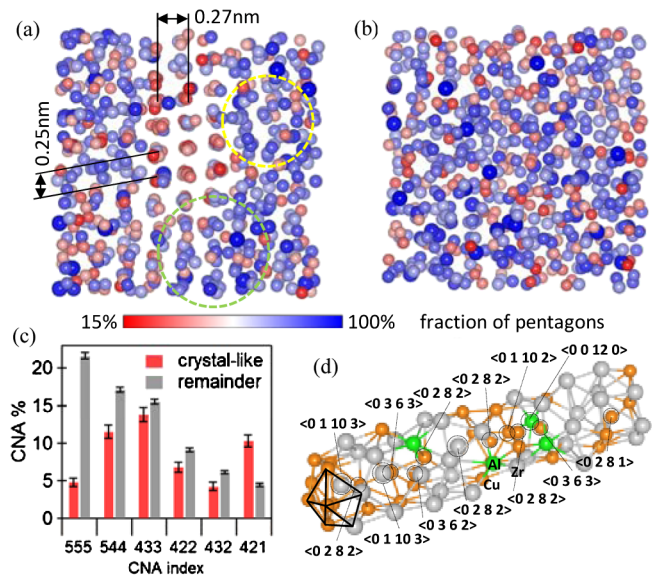 0.27nm
(a)
(b)
0.25nm
15%
100%
fraction of pentagons
(c)
20
15
10
5
0
CNA %
crystal-like
remainder
555 544 433 422 432 421
CNA index
(d)
<0 0 12 0>
<0 1 10 2>
<0 2 8 2>
<0 3 6 3>
<0 1 10 3>
Al
Zr
Cu
<0 2 8 1>
<0 3 6 3>
<0 2 8 2>
<0 2 8 2>
<0 3 6 2>
<0 1 10 3>
<0 2 8 2>